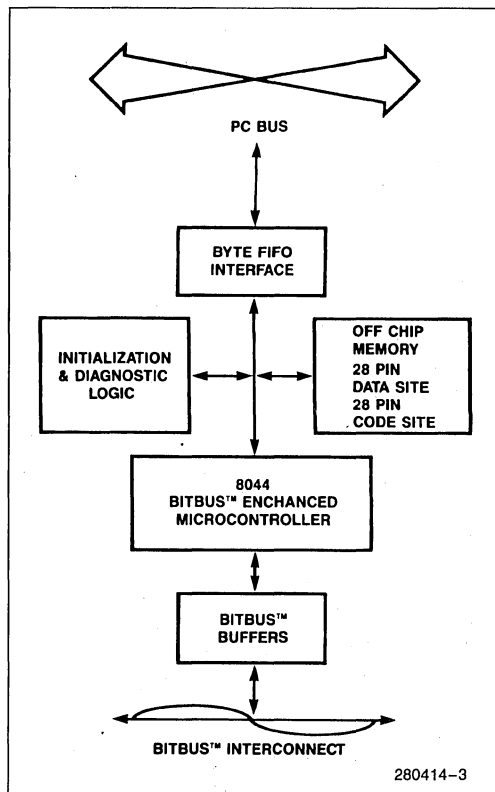 PC BUS
BYTE FIFO
INTERFACE
INITIALIZATION
& DIAGNOSTIC
LOGIC
OFF CHIP
MEMORY
28 PIN
DATA SITE
28 PIN
CODE SITE
8044
BITBUS™ ENCHANCED
MICROCONTROLLER
BITBUS™
BUFFERS
BITBUS™ INTERCONNECT
280414–3